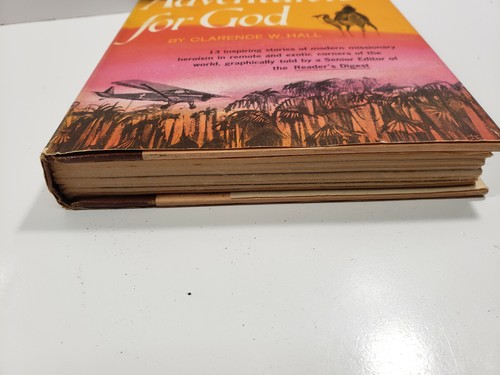 Adventurers
for God
BY CLARENCE W. HALL
13 inspiring stories of modern missionary
heroism in remote and exotic corners of the
world, graphically told by a Senior Editor of
the Reader's Digest